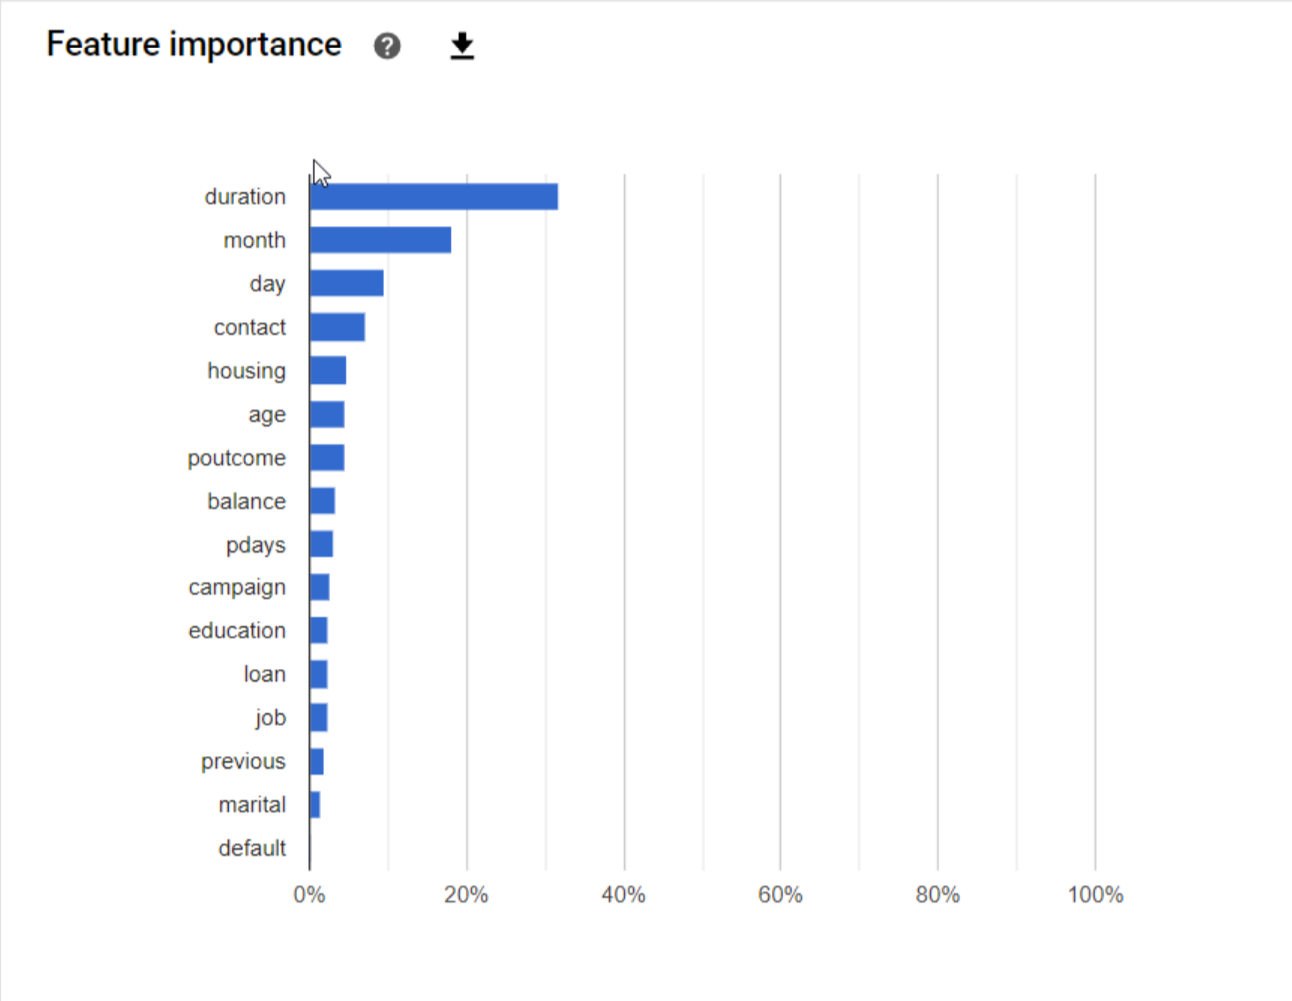 Feature importance
duration
month
day
contact
housing
age
poutcome
balance
pdays
campaign
education
loan
job
previous
marital
default
0% 20% 40% 60% 80% 100%